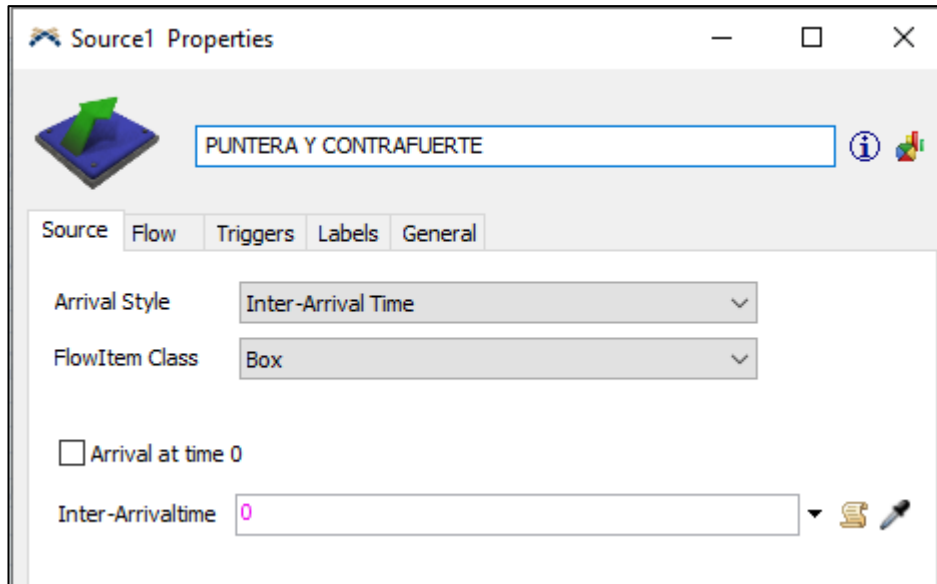 Source1 Properties
PUNTERA Y CONTRAFUERTE
Source Flow Triggers Labels General
Arrival Style Inter-Arrival Time
FlowItem Class Box
Arrival at time 0
Inter-Arrivaltime 0